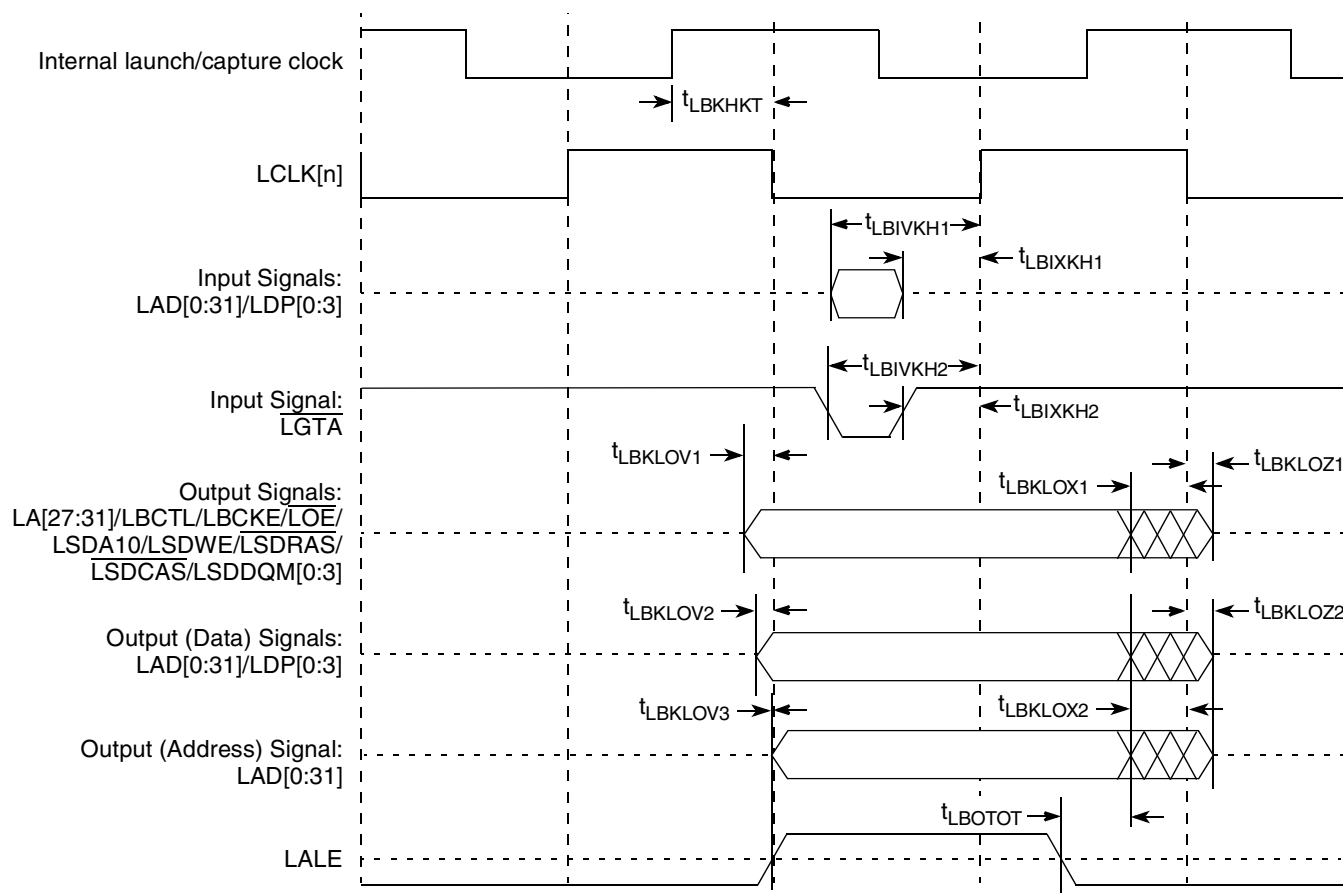 Internal launch/capture clock
tLBKHKT
LCLK[n]
tLBIVKH1
tLBIXKH1
Input Signals:
LAD[0:31]/LDP[0:3]
tLBIVKH2
Input Signal:
LGTA
tLBIXKH2
tLBKLOV1
tLBKLOZ1
tLBKLOX1
Output Signals:
LA[27:31]/LBCTL/LBCKE/LOE/
LSDA10/LSDWE/LSDRAS/
LSDCAS/LSDDQM[0:3]
tLBKLOV2
tLBKLOZ2
Output (Data) Signals:
LAD[0:31]/LDP[0:3]
tLBKLOV3
tLBKLOX2
Output (Address) Signal:
LAD[0:31]
tLBOTOT
LALE